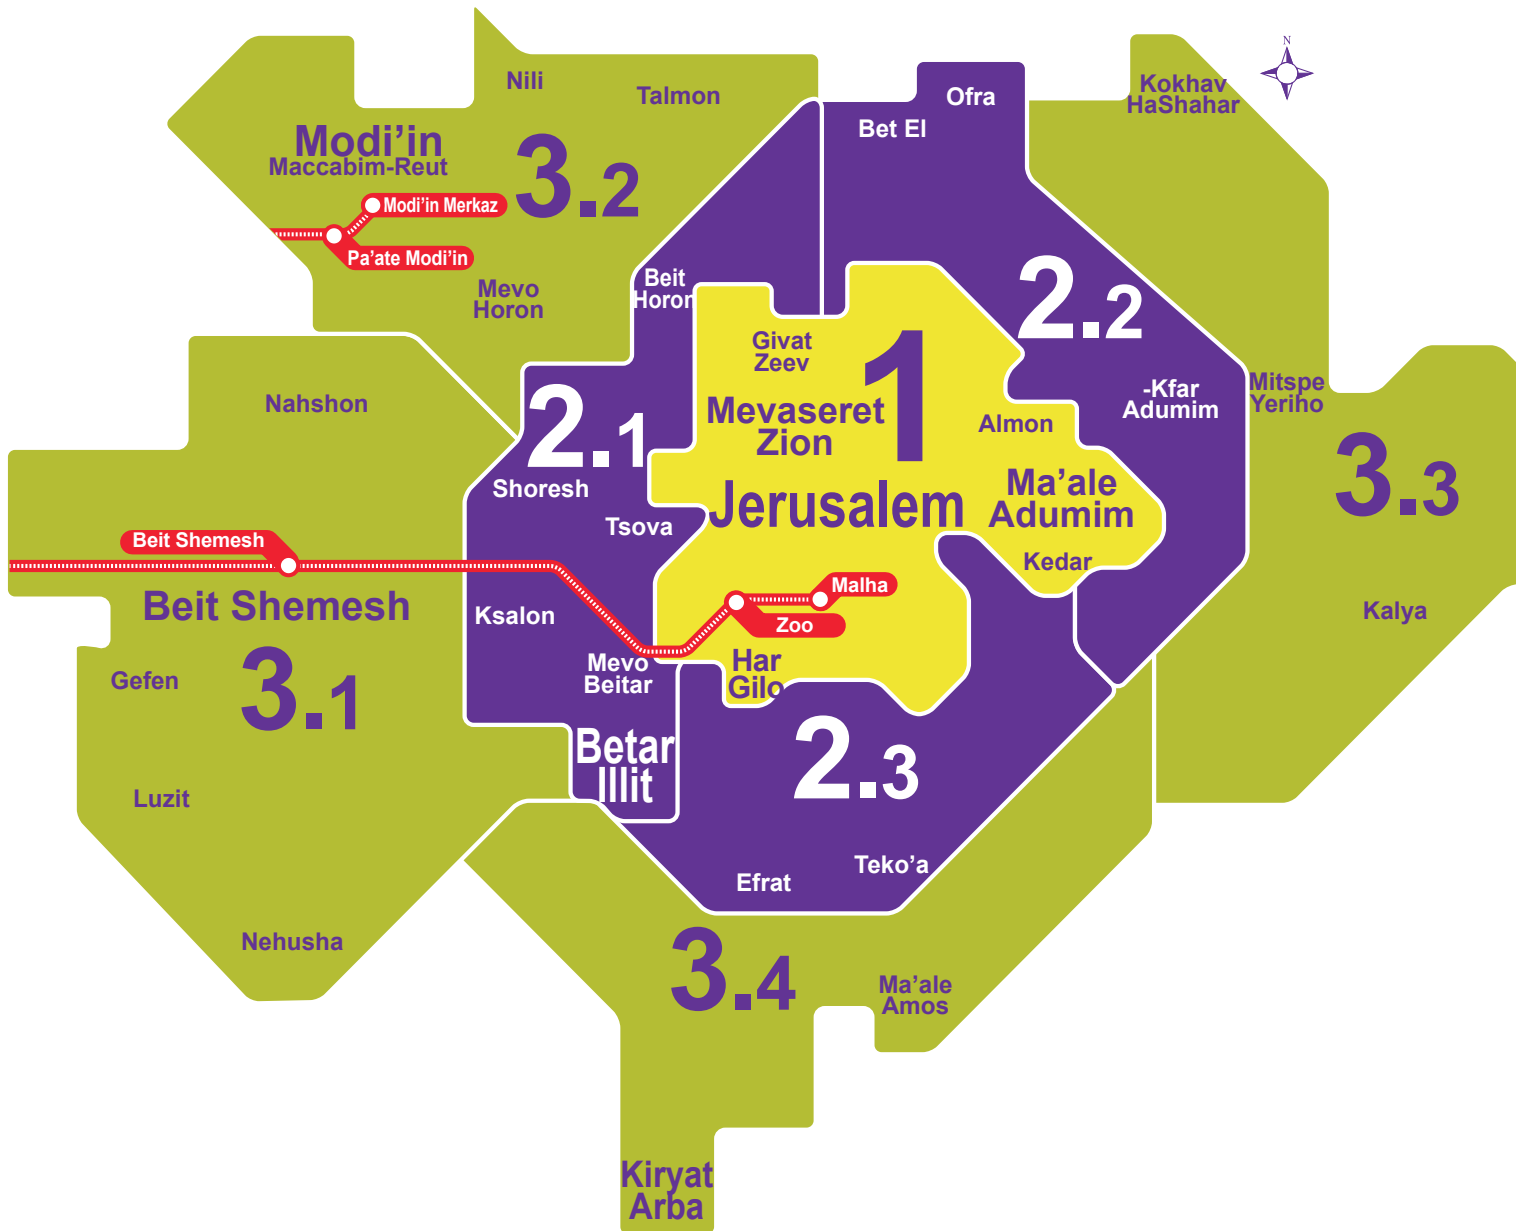 N
Nili
Talmon
Modi’in
Maccabim-Reut
3.2
Modi’in Merkaz
Pa’ate Modi’in
Mevo
Horon
Bet El
Ofra
Kokhav
HaShahar
Beit
Horon
2.2
-Kfar
Adumim
Mitspe
Yeriho
3.3
Kalya
Givat
Zeev
1
Mevaseret
Zion
Almon
Jerusalem
Ma’ale
Adumim
Kedar
Malha
Zoo
Har
Gilo
Nahshon
2.1
Shoresh
Tsova
Beit Shemesh
Beit Shemesh
Ksalon
Mevo
Beitar
Gefen
3.1
Betar
Illit
Luzit
Nehusha
2.3
Efrat
Teko’a
3.4
Ma’ale
Amos
Kiryat
Arba